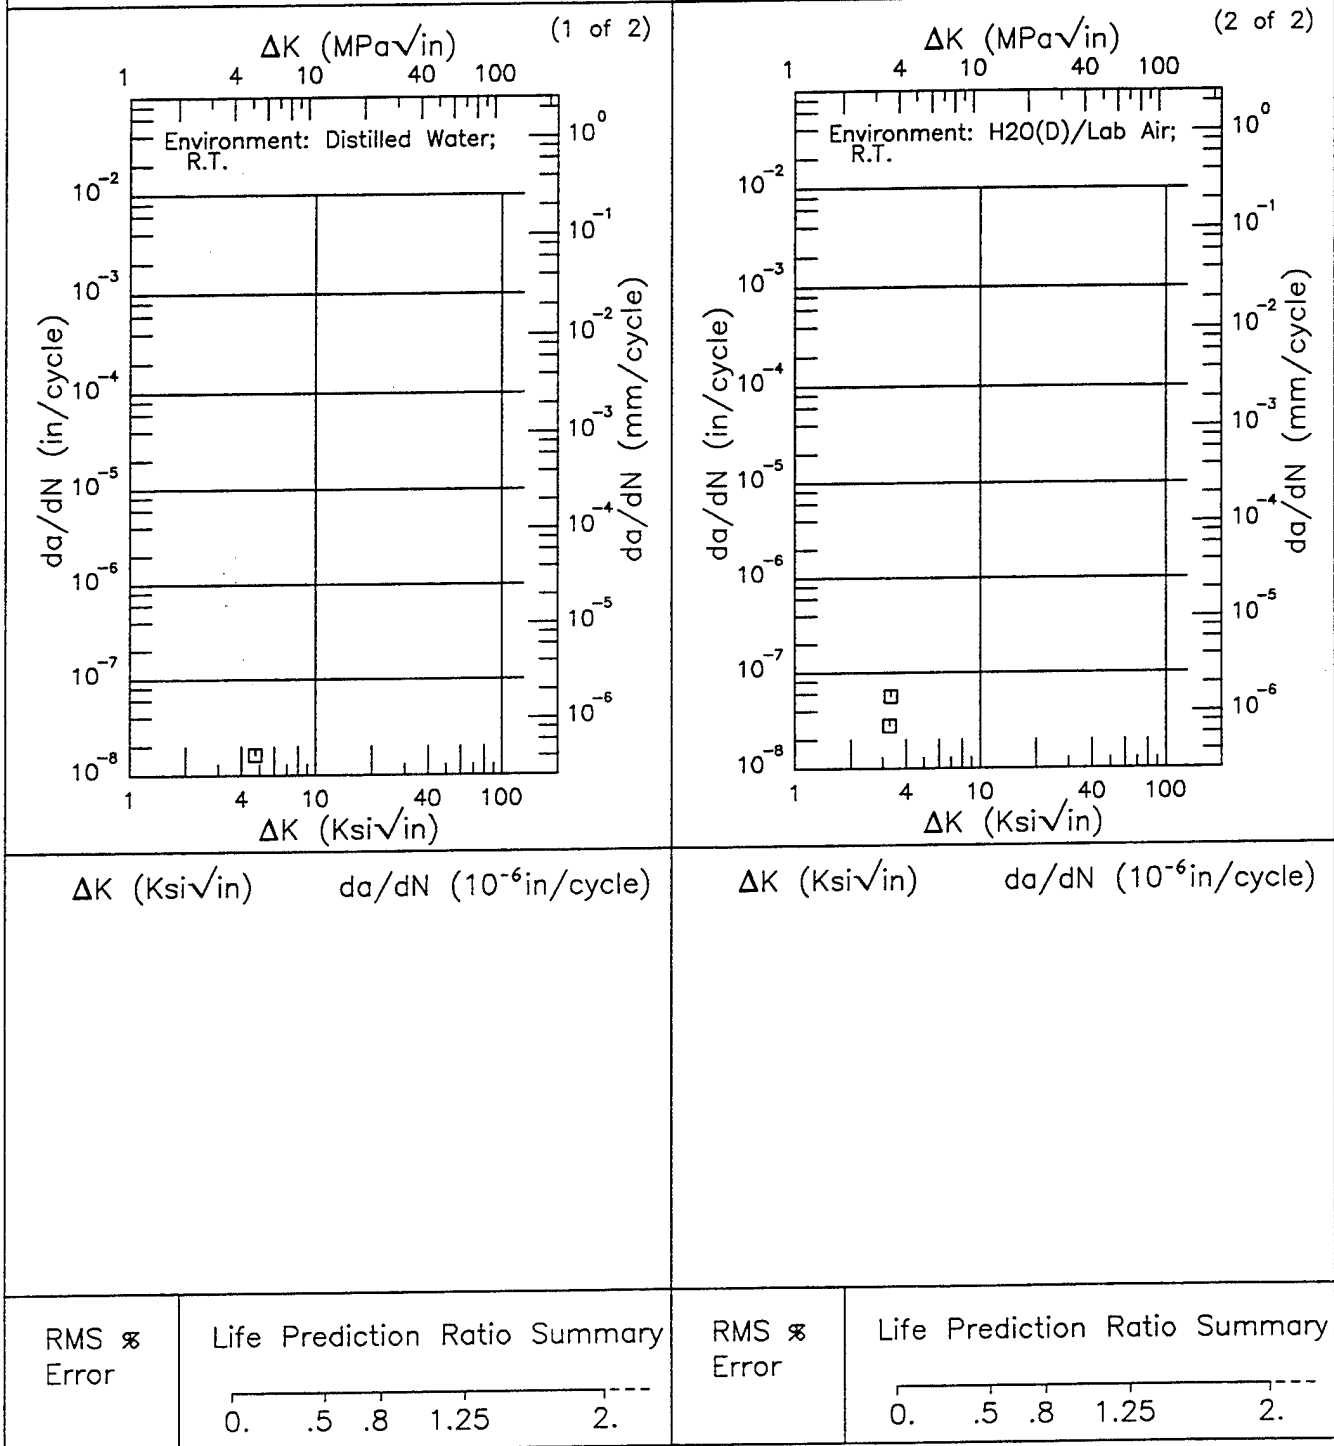 (1 of 2)
ΔK (MPa√in)
1 4 10 40 100
Environment: Distilled Water;
R.T.
10⁻²
10⁻³
10⁻⁴
10⁻⁵
10⁻⁶
10⁻⁷
10⁻⁸
da/dN (in/cycle)
10⁰
10⁻¹
10⁻²
10⁻³
10⁻⁴
10⁻⁵
10⁻⁶
da/dN (mm/cycle)
1 4 10 40 100
ΔK (Ksi√in)
ΔK (Ksi√in) da/dN (10⁻⁶in/cycle)
RMS %
Error
Life Prediction Ratio Summary
0. .5 .8 1.25 2.
(2 of 2)
ΔK (MPa√in)
1 4 10 40 100
Environment: H2O(D)/Lab Air;
R.T.
10⁻²
10⁻³
10⁻⁴
10⁻⁵
10⁻⁶
10⁻⁷
10⁻⁸
da/dN (in/cycle)
10⁰
10⁻¹
10⁻²
10⁻³
10⁻⁴
10⁻⁵
10⁻⁶
da/dN (mm/cycle)
1 4 10 40 100
ΔK (Ksi√in)
ΔK (Ksi√in) da/dN (10⁻⁶in/cycle)
RMS %
Error
Life Prediction Ratio Summary
0. .5 .8 1.25 2.